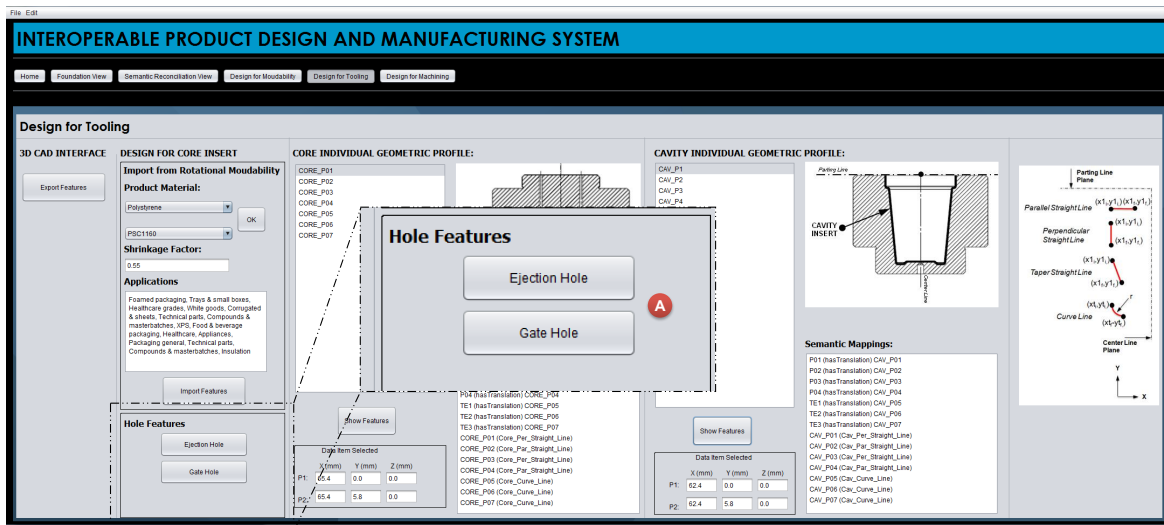 File Edit
INTEROPERABLE PRODUCT DESIGN AND MANUFACTURING SYSTEM
Home Foundation View Semantic Reconciliation View Design for Moudability Design for Tooling Design for Machining
Design for Tooling
3D CAD INTERFACE
Export Features
DESIGN FOR CORE INSERT
Import from Rotational Moudability
Product Material:
Polystyrene
OK
PSC1160
Shrinkage Factor:
0.55
Applications
Foamed packaging, Trays & small boxes,
Healthcare grades, White goods, Corrugated
& sheets, Technical parts, Compounds &
masterbatches, XPS, Food & beverage
packaging, Healthcare, Appliances,
Packaging general, Technical parts,
Compounds & masterbatches, Insulation
Import Features
Hole Features
Ejection Hole
Gate Hole
CORE INDIVIDUAL GEOMETRIC PROFILE:
CORE_P01
CORE_P02
CORE_P03
CORE_P04
CORE_P05
CORE_P06
CORE_P07
Hole Features
Ejection Hole
A
Gate Hole
Show Features
Data Item Selected
X (mm) Y (mm) Z (mm)
P1: 65.4 0.0 0.0
P2: 65.4 5.8 0.0
P04 (hasTranslation) CORE_P04
TE1 (hasTranslation) CORE_P05
TE2 (hasTranslation) CORE_P06
TE3 (hasTranslation) CORE_P07
CORE_P01 (Core_Per_Straight_Line)
CORE_P02 (Core_Par_Straight_Line)
CORE_P03 (Core_Per_Straight_Line)
CORE_P04 (Core_Par_Straight_Line)
CORE_P05 (Core_Curve_Line)
CORE_P06 (Core_Curve_Line)
CORE_P07 (Core_Curve_Line)
CAVITY INDIVIDUAL GEOMETRIC PROFILE:
CAV_P1
CAV_P2
CAV_P3
CAV_P4
Show Features
Data Item Selected
X (mm) Y (mm) Z (mm)
P1: 62.4 0.0 0.0
P2: 62.4 5.8 0.0
Parting Line
CAVITY
INSERT
Center Line
Semantic Mappings:
P01 (hasTranslation) CAV_P01
P02 (hasTranslation) CAV_P02
P03 (hasTranslation) CAV_P03
P04 (hasTranslation) CAV_P04
TE1 (hasTranslation) CAV_P05
TE2 (hasTranslation) CAV_P06
TE3 (hasTranslation) CAV_P07
CAV_P01 (Cav_Per_Straight_Line)
CAV_P02 (Cav_Par_Straight_Line)
CAV_P03 (Cav_Per_Straight_Line)
CAV_P04 (Cav_Par_Straight_Line)
CAV_P05 (Cav_Curve_Line)
CAV_P06 (Cav_Curve_Line)
CAV_P07 (Cav_Curve_Line)
Parting Line
Plane
Parallel Straight Line
Perpendicular
Straight Line
Taper Straight Line
r
Curve Line
Center Line
Plane
Y
X